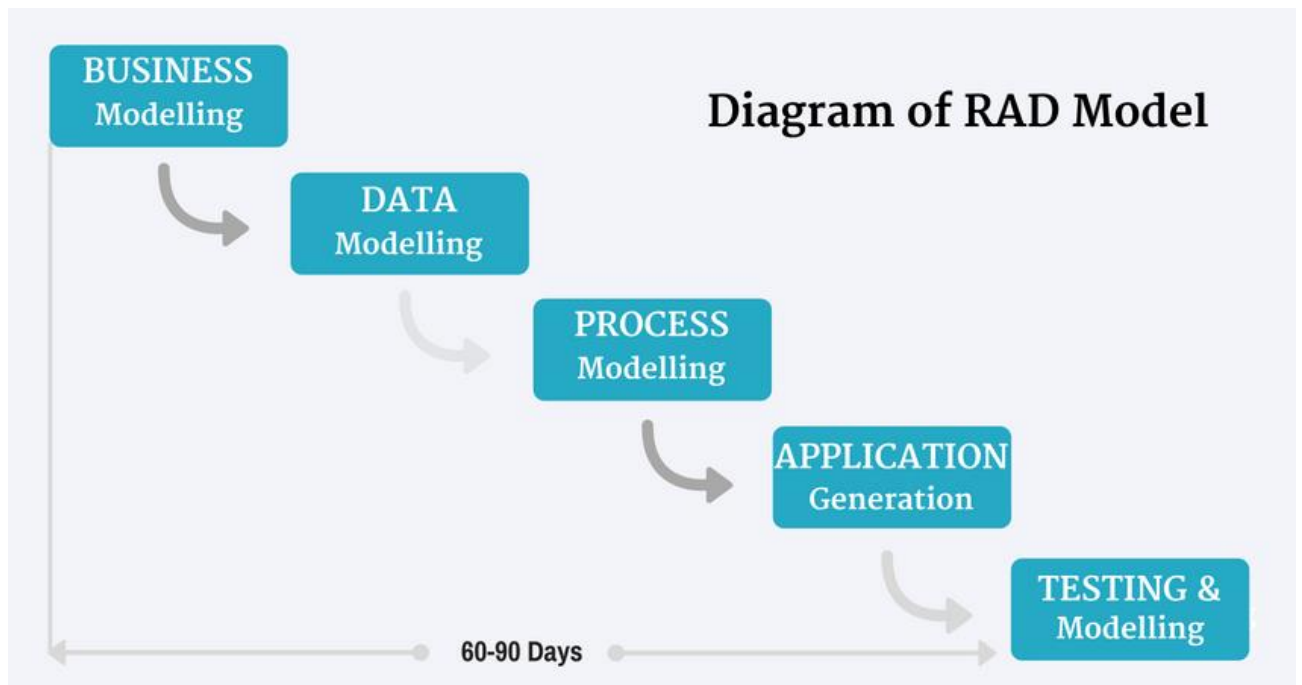 Diagram of RAD Model
BUSINESS
Modelling
DATA
Modelling
PROCESS
Modelling
APPLICATION
Generation
TESTING &
Modelling
60-90 Days